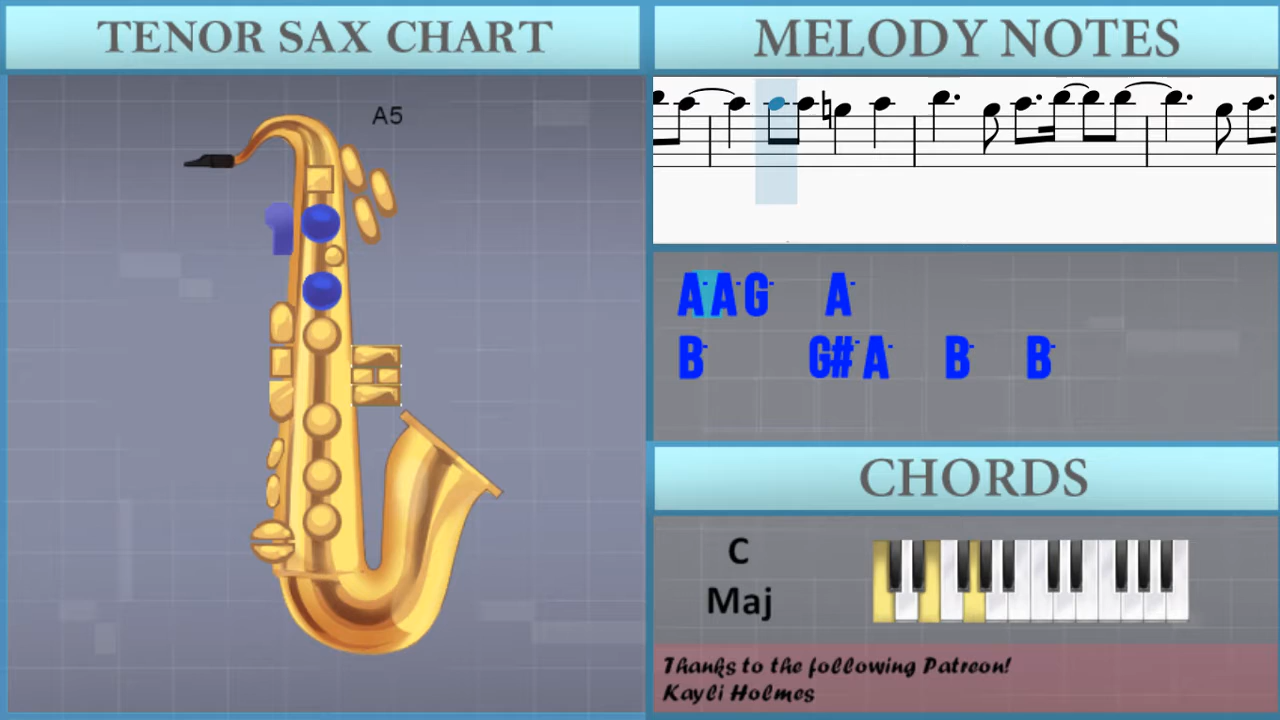 TENOR SAX CHART
A5
MELODY NOTES
A- A- G- A-
B- G#- A- B- B-
CHORDS
C
Maj
Thanks to the following Patreon!
Kayli Holmes